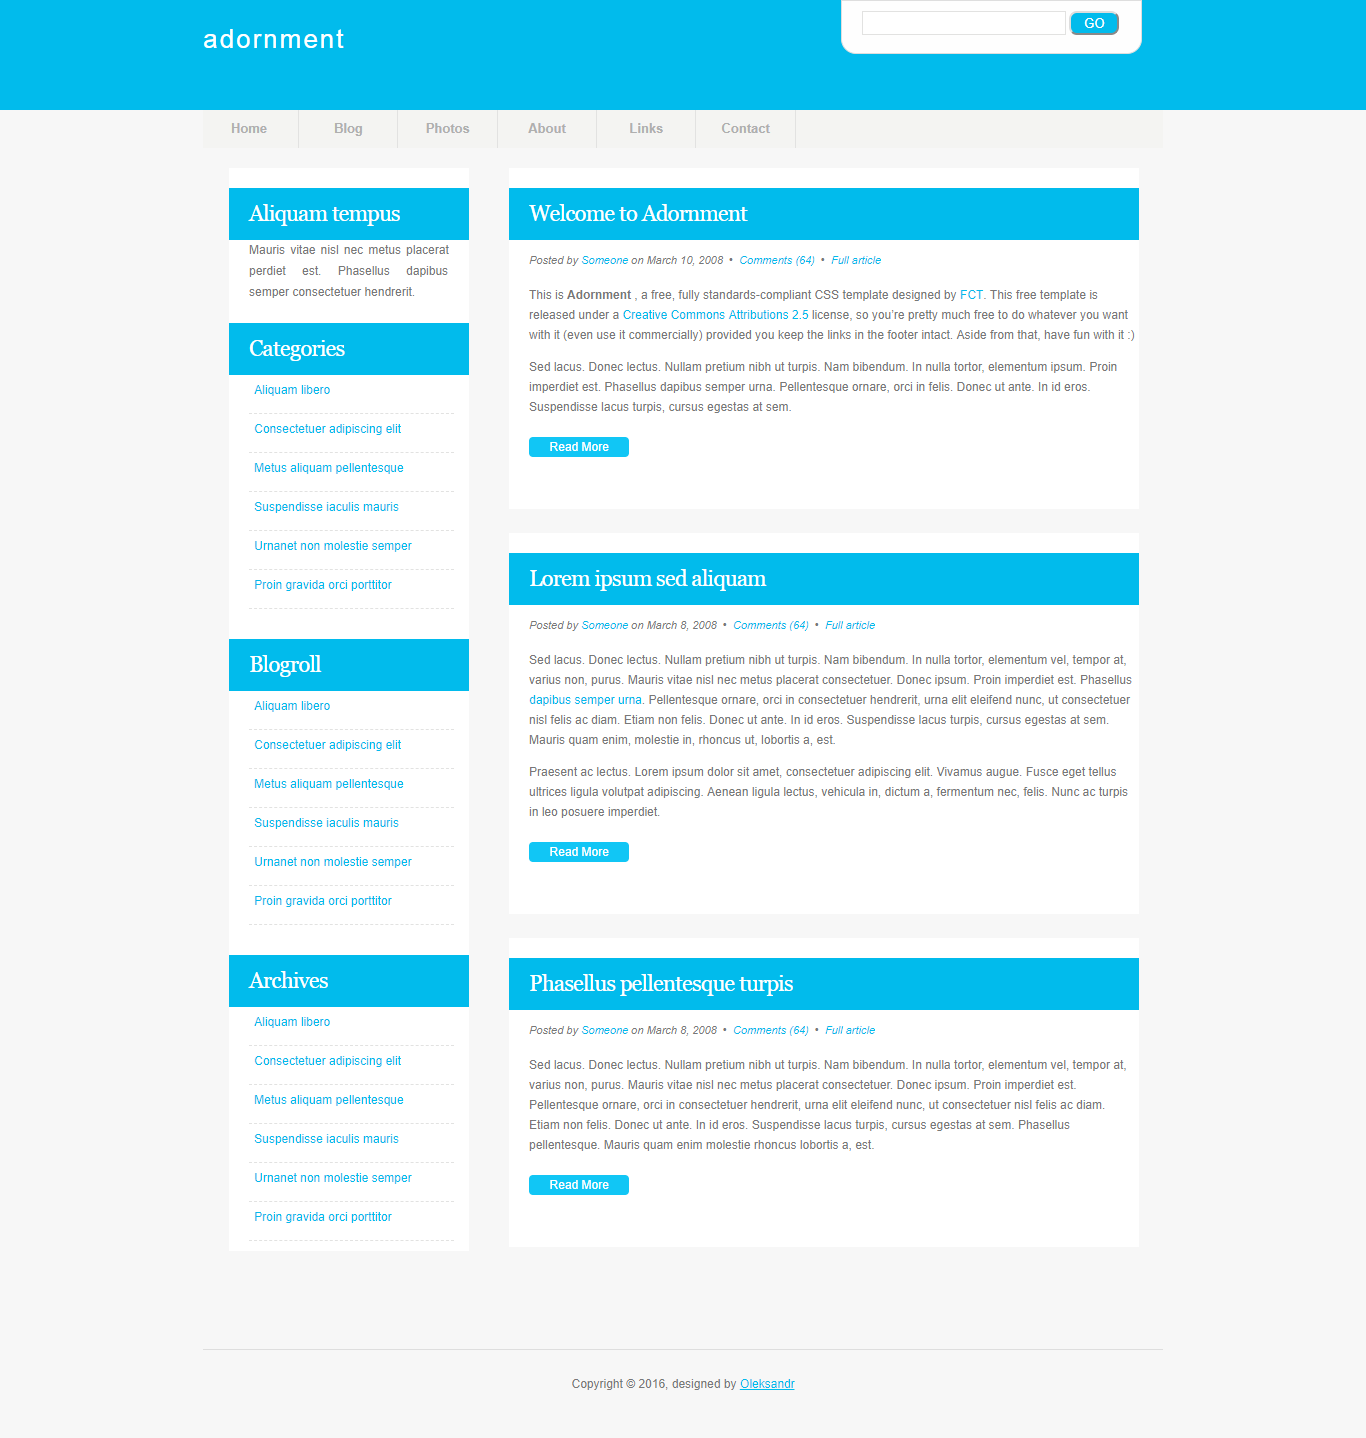 adornment
GO
Home Blog Photos About Links Contact
Aliquam tempus
Mauris vitae nisl nec metus placerat
perdiet est. Phasellus dapibus
semper consectetuer hendrerit.
Categories
Aliquam libero
Consectetuer adipiscing elit
Metus aliquam pellentesque
Suspendisse iaculis mauris
Urnanet non molestie semper
Proin gravida orci porttitor
Blogroll
Aliquam libero
Consectetuer adipiscing elit
Metus aliquam pellentesque
Suspendisse iaculis mauris
Urnanet non molestie semper
Proin gravida orci porttitor
Archives
Aliquam libero
Consectetuer adipiscing elit
Metus aliquam pellentesque
Suspendisse iaculis mauris
Urnanet non molestie semper
Proin gravida orci porttitor
Welcome to Adornment
Posted by Someone on March 10, 2008 • Comments (64) • Full article
This is Adornment , a free, fully standards-compliant CSS template designed by FCT. This free template is
released under a Creative Commons Attributions 2.5 license, so you’re pretty much free to do whatever you want
with it (even use it commercially) provided you keep the links in the footer intact. Aside from that, have fun with it :)
Sed lacus. Donec lectus. Nullam pretium nibh ut turpis. Nam bibendum. In nulla tortor, elementum ipsum. Proin
imperdiet est. Phasellus dapibus semper urna. Pellentesque ornare, orci in felis. Donec ut ante. In id eros.
Suspendisse lacus turpis, cursus egestas at sem.
Read More
Lorem ipsum sed aliquam
Posted by Someone on March 8, 2008 • Comments (64) • Full article
Sed lacus. Donec lectus. Nullam pretium nibh ut turpis. Nam bibendum. In nulla tortor, elementum vel, tempor at,
varius non, purus. Mauris vitae nisl nec metus placerat consectetuer. Donec ipsum. Proin imperdiet est. Phasellus
dapibus semper urna. Pellentesque ornare, orci in consectetuer hendrerit, urna elit eleifend nunc, ut consectetuer
nisl felis ac diam. Etiam non felis. Donec ut ante. In id eros. Suspendisse lacus turpis, cursus egestas at sem.
Mauris quam enim, molestie in, rhoncus ut, lobortis a, est.
Praesent ac lectus. Lorem ipsum dolor sit amet, consectetuer adipiscing elit. Vivamus augue. Fusce eget tellus
ultrices ligula volutpat adipiscing. Aenean ligula lectus, vehicula in, dictum a, fermentum nec, felis. Nunc ac turpis
in leo posuere imperdiet.
Read More
Phasellus pellentesque turpis
Posted by Someone on March 8, 2008 • Comments (64) • Full article
Sed lacus. Donec lectus. Nullam pretium nibh ut turpis. Nam bibendum. In nulla tortor, elementum vel, tempor at,
varius non, purus. Mauris vitae nisl nec metus placerat consectetuer. Donec ipsum. Proin imperdiet est.
Pellentesque ornare, orci in consectetuer hendrerit, urna elit eleifend nunc, ut consectetuer nisl felis ac diam.
Etiam non felis. Donec ut ante. In id eros. Suspendisse lacus turpis, cursus egestas at sem. Phasellus
pellentesque. Mauris quam enim molestie rhoncus lobortis a, est.
Read More
Copyright © 2016, designed by Oleksandr